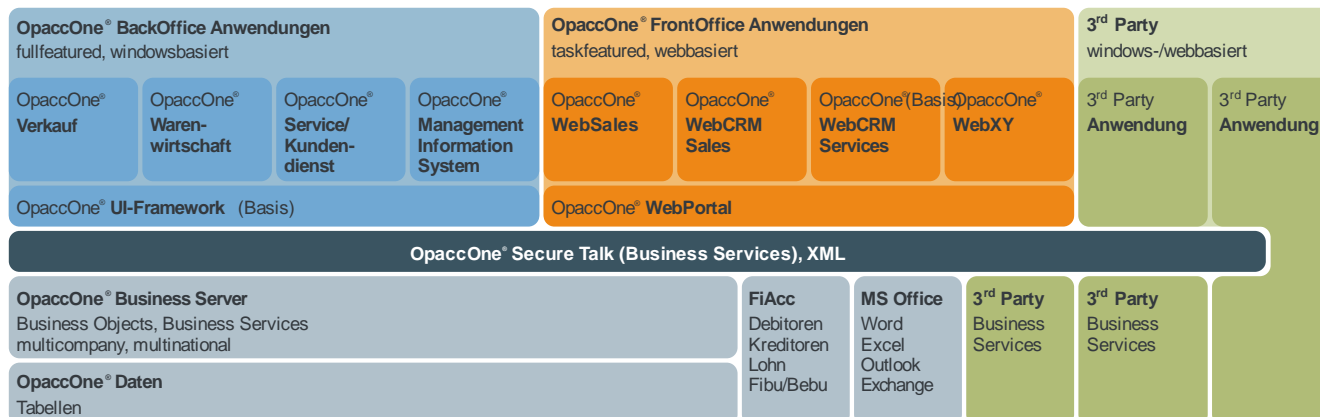 OpaccOne® BackOffice Anwendungen
fullfeatured, windowsbasiert
OpaccOne®
Verkauf
OpaccOne®
Waren-
wirtschaft
OpaccOne®
Service/
Kunden-
dienst
OpaccOne®
Management
Information
System
OpaccOne® UI-Framework (Basis)
OpaccOne® FrontOffice Anwendungen
taskfeatured, webbasiert
OpaccOne®
WebSales
OpaccOne®
WebCRM
Sales
OpaccOne® (Basis)
WebCRM
Services
OpaccOne®
WebXY
OpaccOne® WebPortal
3rd Party
windows-/webbasiert
3rd Party
Anwendung
3rd Party
Anwendung
OpaccOne® Secure Talk (Business Services), XML
OpaccOne® Business Server
Business Objects, Business Services
multicompany, multinational
OpaccOne® Daten
Tabellen
FiAcc
Debitoren
Kreditoren
Lohn
Fibu/Bebu
MS Office
Word
Excel
Outlook
Exchange
3rd Party
Business
Services
3rd Party
Business
Services